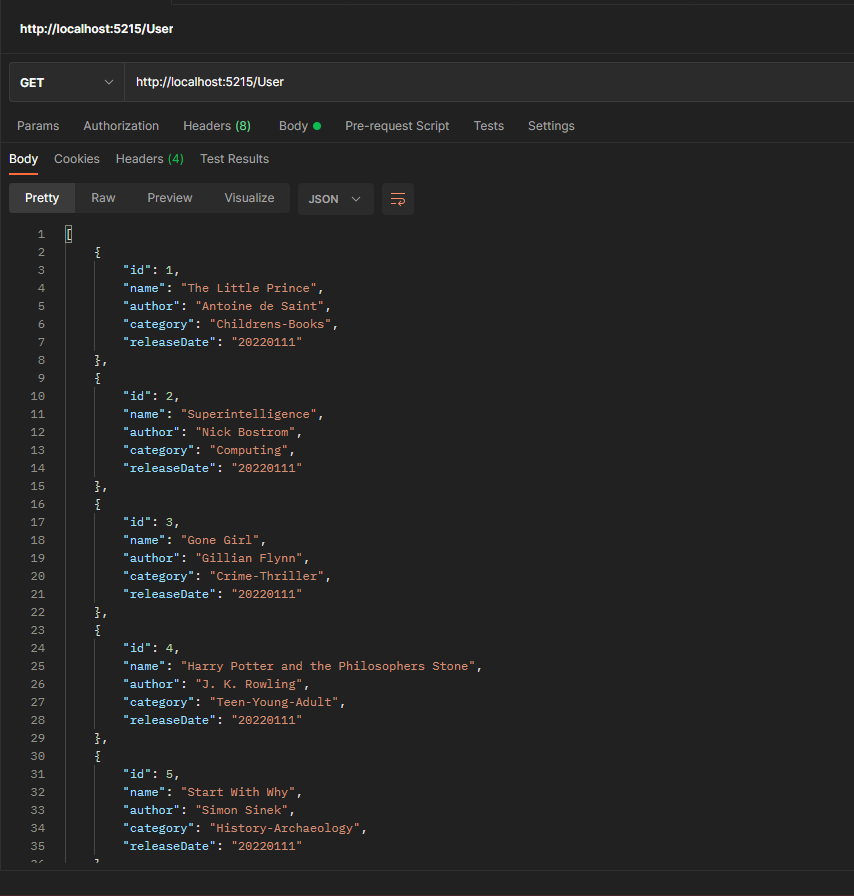 http://localhost:5215/User
GET http://localhost:5215/User
Params Authorization Headers (8) Body Pre-request Script Tests Settings
Body Cookies Headers (4) Test Results
Pretty Raw Preview Visualize JSON
1 [
2 {
3 "id": 1,
4 "name": "The Little Prince",
5 "author": "Antoine de Saint",
6 "category": "Childrens-Books",
7 "releaseDate": "20220111"
8 },
9 {
10 "id": 2,
11 "name": "Superintelligence",
12 "author": "Nick Bostrom",
13 "category": "Computing",
14 "releaseDate": "20220111"
15 },
16 {
17 "id": 3,
18 "name": "Gone Girl",
19 "author": "Gillian Flynn",
20 "category": "Crime-Thriller",
21 "releaseDate": "20220111"
22 },
23 {
24 "id": 4,
25 "name": "Harry Potter and the Philosophers Stone",
26 "author": "J. K. Rowling",
27 "category": "Teen-Young-Adult",
28 "releaseDate": "20220111"
29 },
30 {
31 "id": 5,
32 "name": "Start With Why",
33 "author": "Simon Sinek",
34 "category": "History-Archaeology",
35 "releaseDate": "20220111"